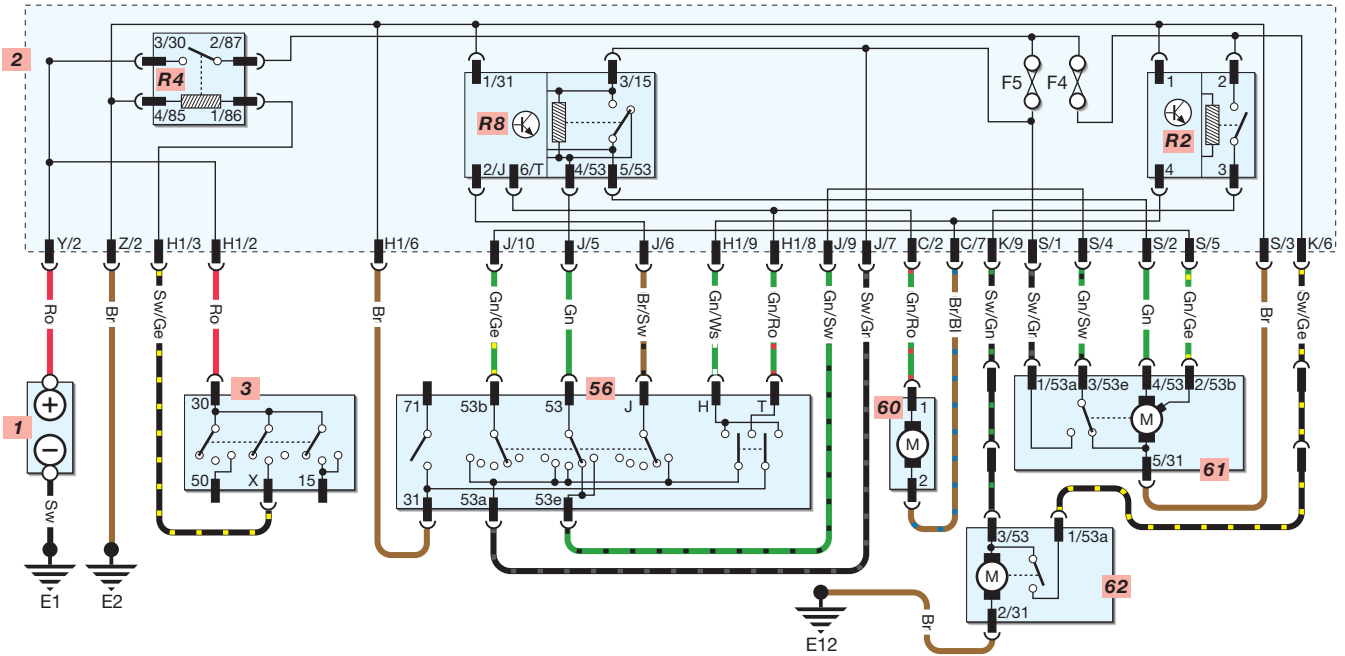 3/30 2/87
2
R4
4/85 1/86
1/31
3/15
R8
2/J 6/T 4/53 5/53
F5 F4
1 2
R2
4 3
Y/2 Z/2 H1/3 H1/2 H1/6 J/10 J/5 J/6 H1/9 H1/8 J/9 J/7 C/2 C/7 K/9 S/1 S/4 S/2 S/5 S/3 K/6
Ro Br Sw/Ge Ro Br Gn/Ge Gn Br/Sw Gn/Ws Gn/Ro Gn/Sw Sw/Gr Gn/Ro Br/Bl Sw/Gn Sw/Gr Gn/Sw Gn Gn/Ge Br Sw/Ge
1
+
−
Sw
E1
E2
3
30
50 X 15
56
71 53b 53 J H T
31 53a 53e
60
1
M
2
1/53a 3/53e 4/53 2/53b
M
5/31
61
3/53 1/53a
M
62
2/31
Br
E12